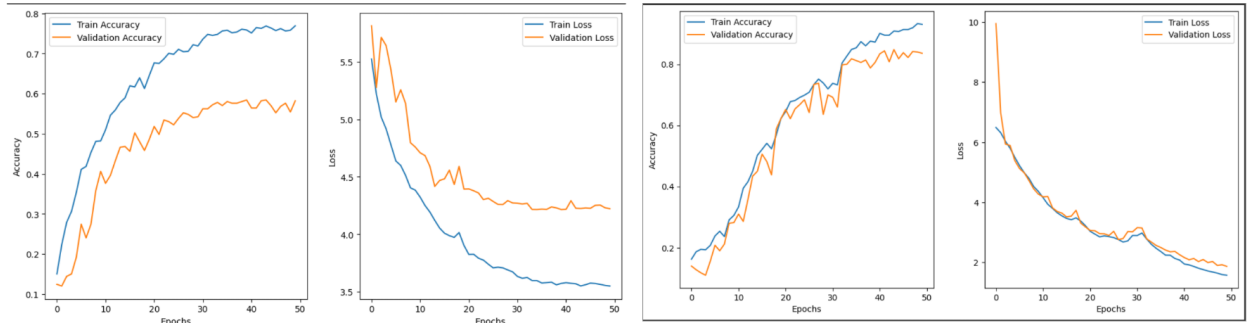 0.8
0.7
0.6
0.5
0.4
0.3
0.2
0.1
Accuracy
0 10 20 30 40 50
Epochs
Train Accuracy
Validation Accuracy
5.5
5.0
4.5
4.0
3.5
Loss
0 10 20 30 40 50
Epochs
Train Loss
Validation Loss
0.8
0.6
0.4
0.2
Accuracy
0 10 20 30 40 50
Epochs
Train Accuracy
Validation Accuracy
10
8
6
4
2
Loss
0 10 20 30 40 50
Epochs
Train Loss
Validation Loss